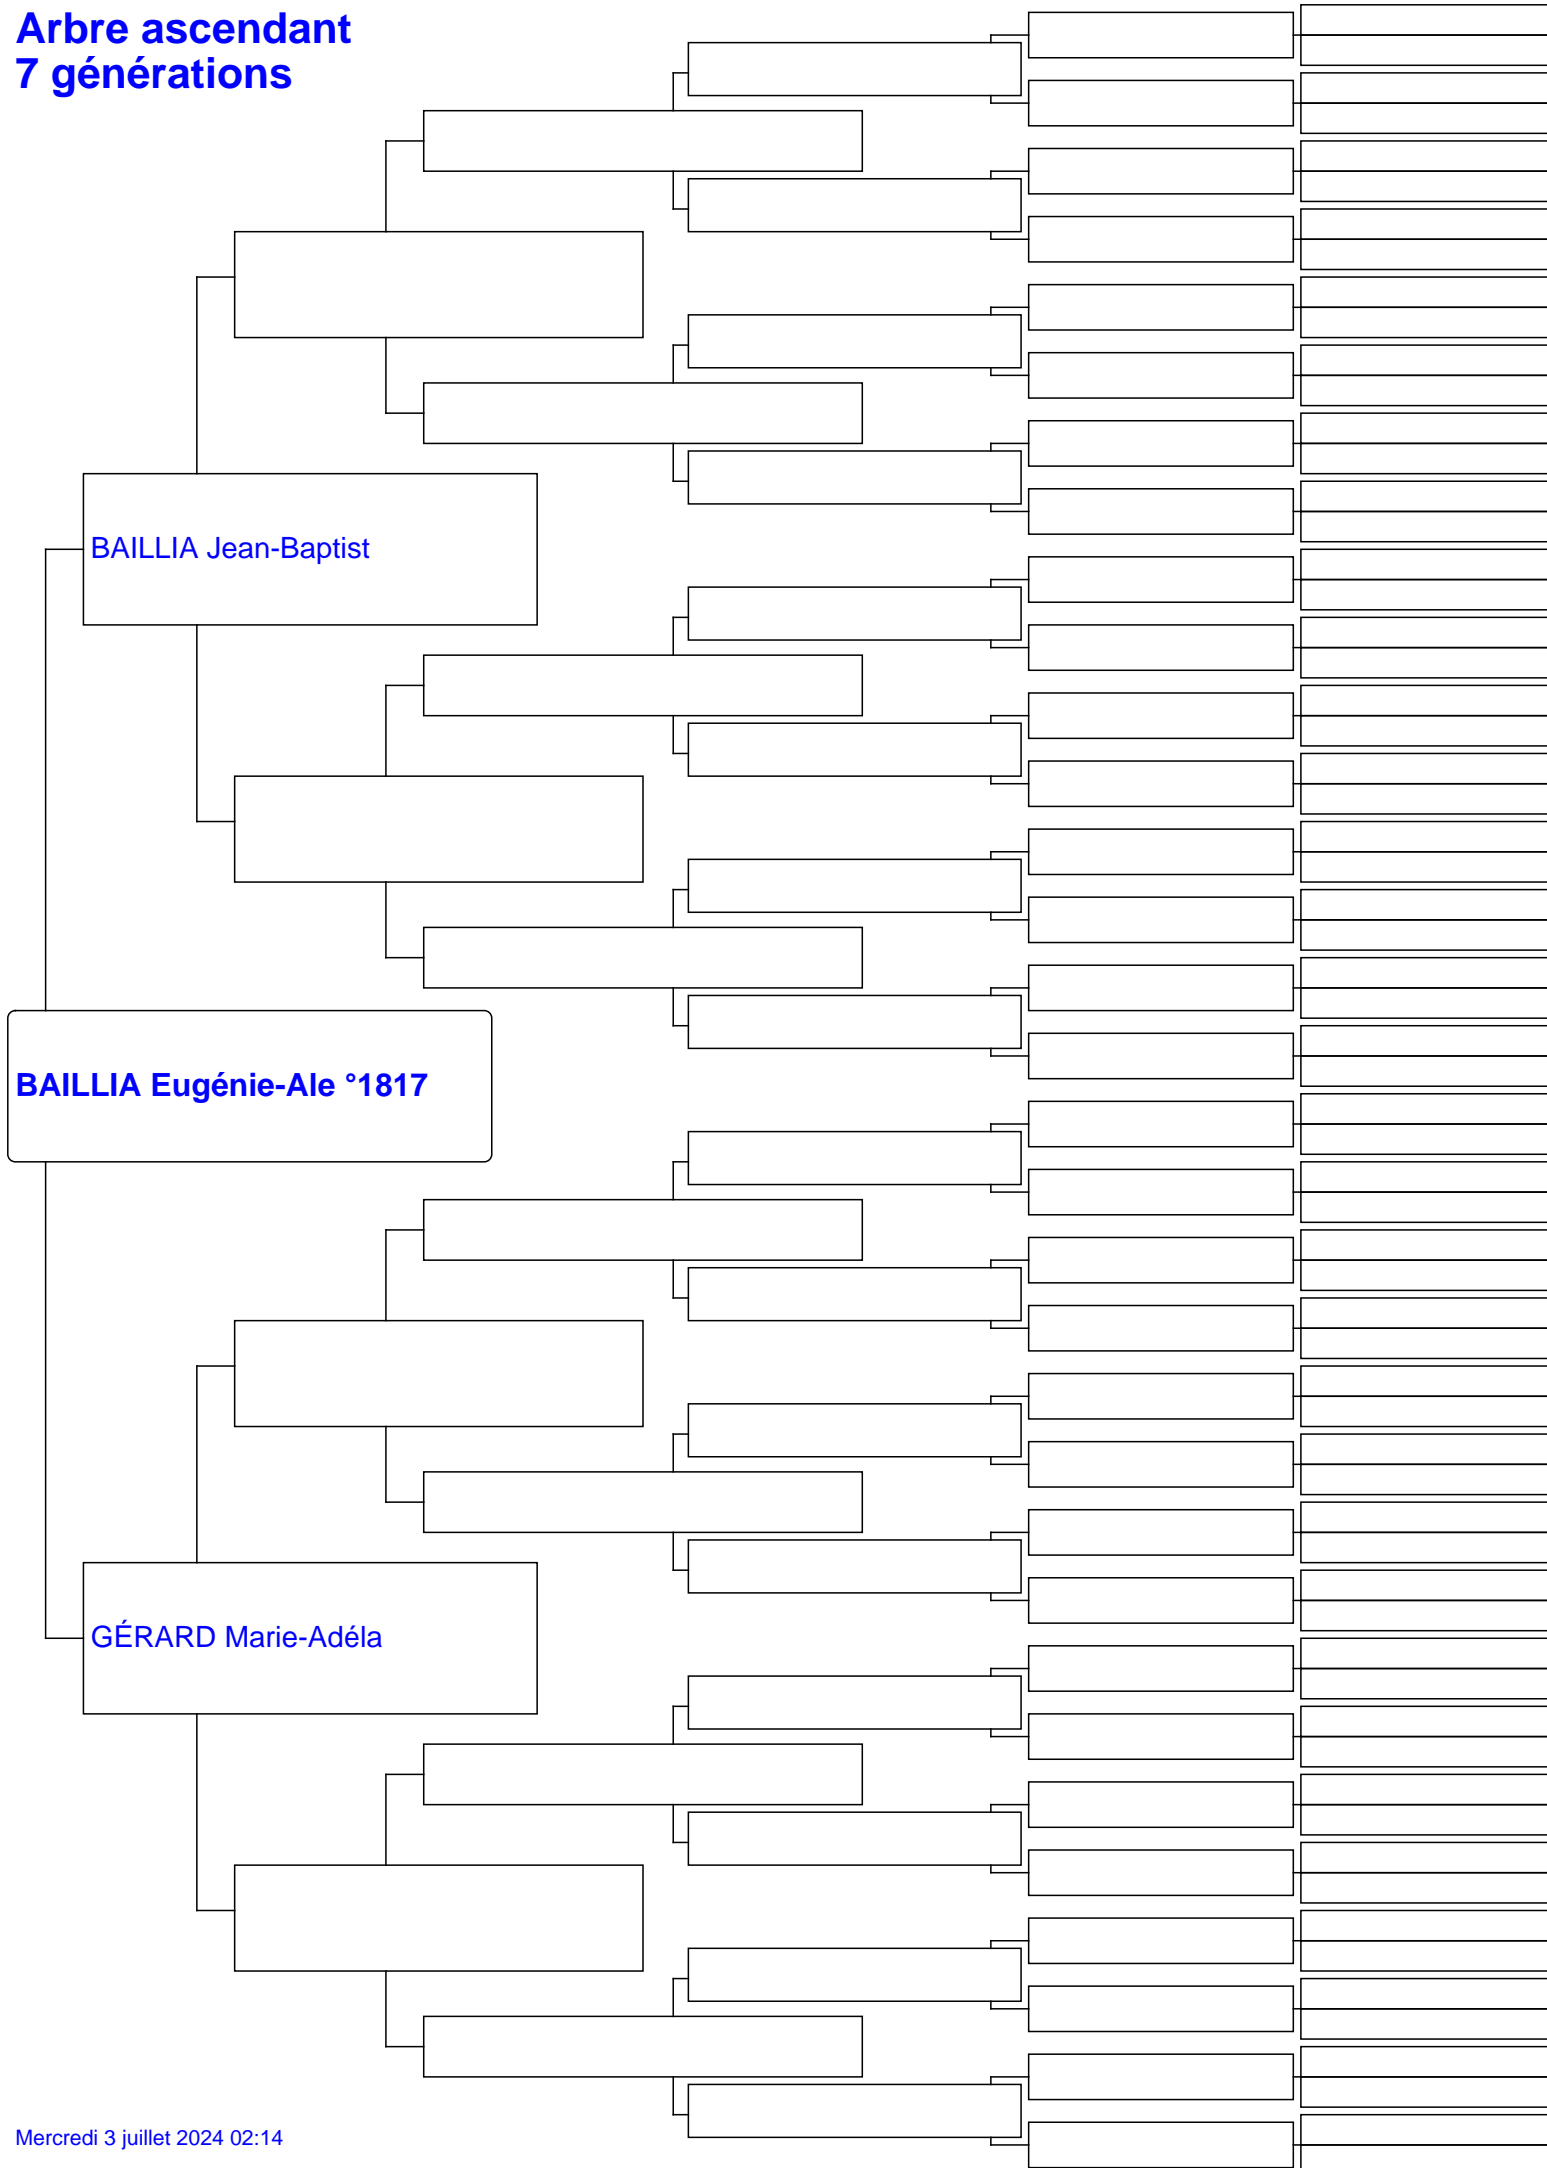 Arbre ascendant
7 générations
BAILLIA Jean-Baptist
BAILLIA Eugénie-Ale °1817
GÉRARD Marie-Adéla
Mercredi 3 juillet 2024 02:14